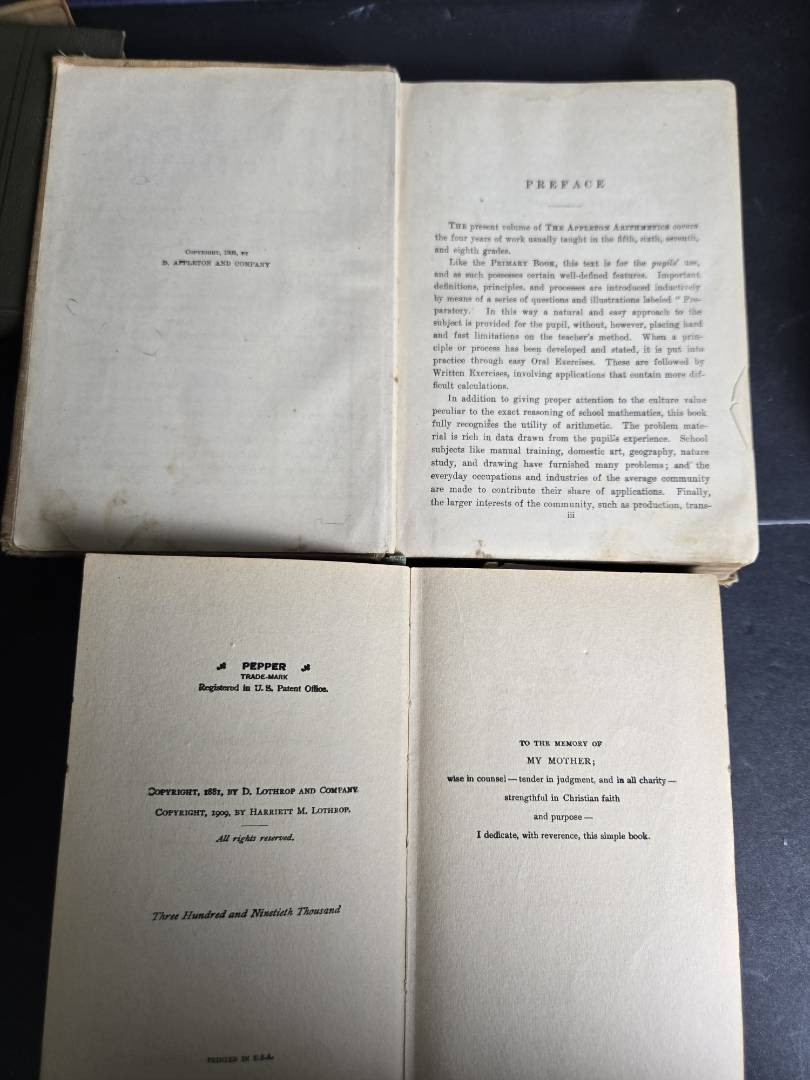 COPYRIGHT, 1909, BY
D. APPLETON AND COMPANY
PREFACE
THE present volume of THE APPLETON ARITHMETICS covers
the four years of work usually taught in the fifth, sixth, seventh,
and eighth grades.
Like the PRIMARY BOOK, this text is for the pupils' use,
and as such possesses certain well-defined features. Important
definitions, principles, and processes are introduced inductively
by means of a series of questions and illustrations labeled "Pre-
paratory." In this way a natural and easy approach to the
subject is provided for the pupil, without, however, placing hard
and fast limitations on the teacher's method. When a prin-
ciple or process has been developed and stated, it is put into
practice through easy Oral Exercises. These are followed by
Written Exercises, involving applications that contain more dif-
ficult calculations.
In addition to giving proper attention to the culture value
peculiar to the exact reasoning of school mathematics, this book
fully recognizes the utility of arithmetic. The problem mate-
rial is rich in data drawn from the pupil's experience. School
subjects like manual training, domestic art, geography, nature
study, and drawing have furnished many problems; and the
everyday occupations and industries of the average community
are made to contribute their share of applications. Finally,
the larger interests of the community, such as production, trans-
iii
PEPPER
TRADE-MARK
Registered in U. S. Patent Office.
COPYRIGHT, 1881, BY D. LOTHROP AND COMPANY.
COPYRIGHT, 1909, BY HARRIETT M. LOTHROP.
All rights reserved.
Three Hundred and Ninetieth Thousand
PRINTED IN U.S.A.
TO THE MEMORY OF
MY MOTHER;
wise in counsel — tender in judgment, and in all charity —
strengthful in Christian faith
and purpose —
I dedicate, with reverence, this simple book.